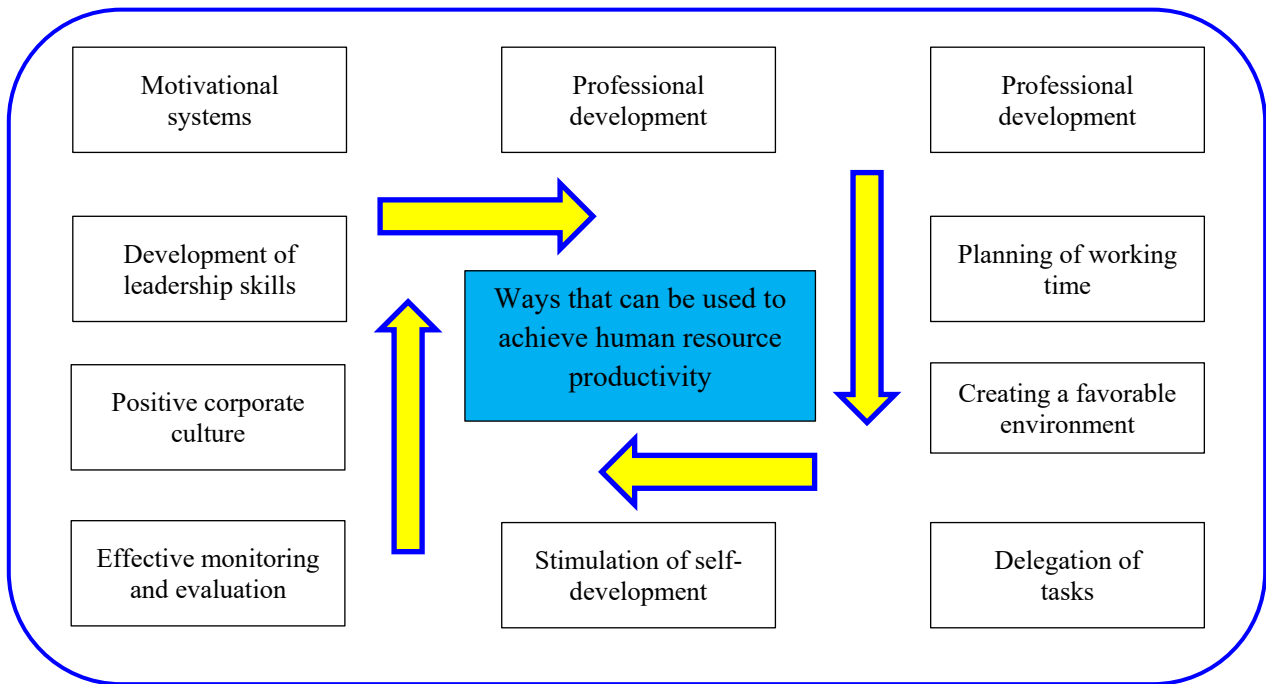 Motivational
systems
Professional
development
Professional
development
Development of
leadership skills
Planning of working
time
Ways that can be used to
achieve human resource
productivity
Positive corporate
culture
Creating a favorable
environment
Effective monitoring
and evaluation
Stimulation of self-
development
Delegation of
tasks